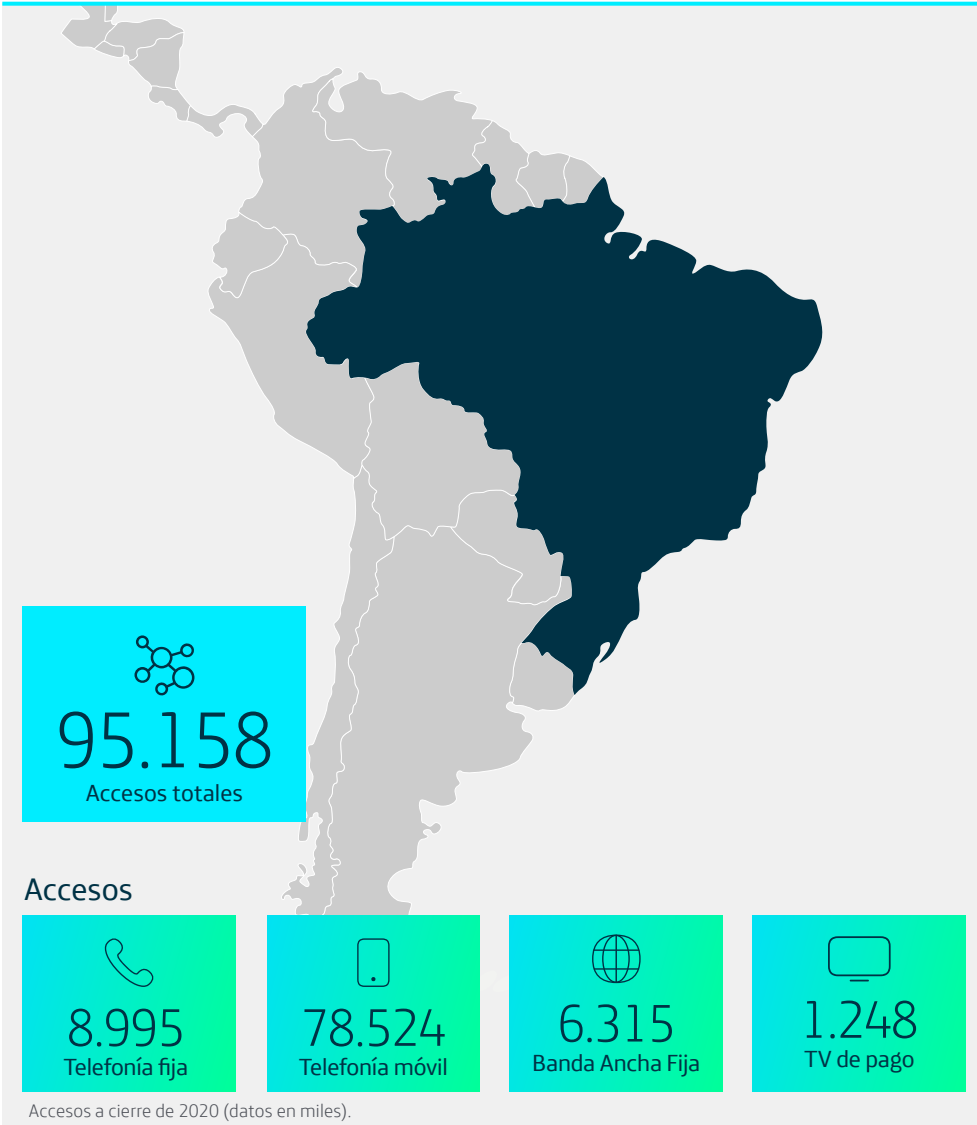 95.158
Accesos totales
Accesos
8.995
Telefonía fija
78.524
Telefonía móvil
6.315
Banda Ancha Fija
1.248
TV de pago
Accesos a cierre de 2020 (datos en miles).